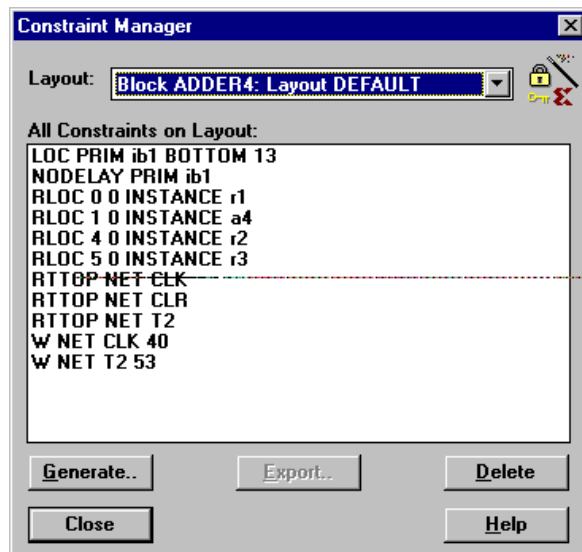 Constraint Manager
Layout: Block ADDER4: Layout DEFAULT
All Constraints on Layout:
LOC PRIM ib1 BOTTOM 13
NODELAY PRIM ib1
RLOC 0 0 INSTANCE r1
RLOC 1 0 INSTANCE a4
RLOC 4 0 INSTANCE r2
RLOC 5 0 INSTANCE r3
RTTOP NET CLK
RTTOP NET CLR
RTTOP NET T2
W NET CLK 40
W NET T2 53
Generate.. Export.. Delete
Close Help